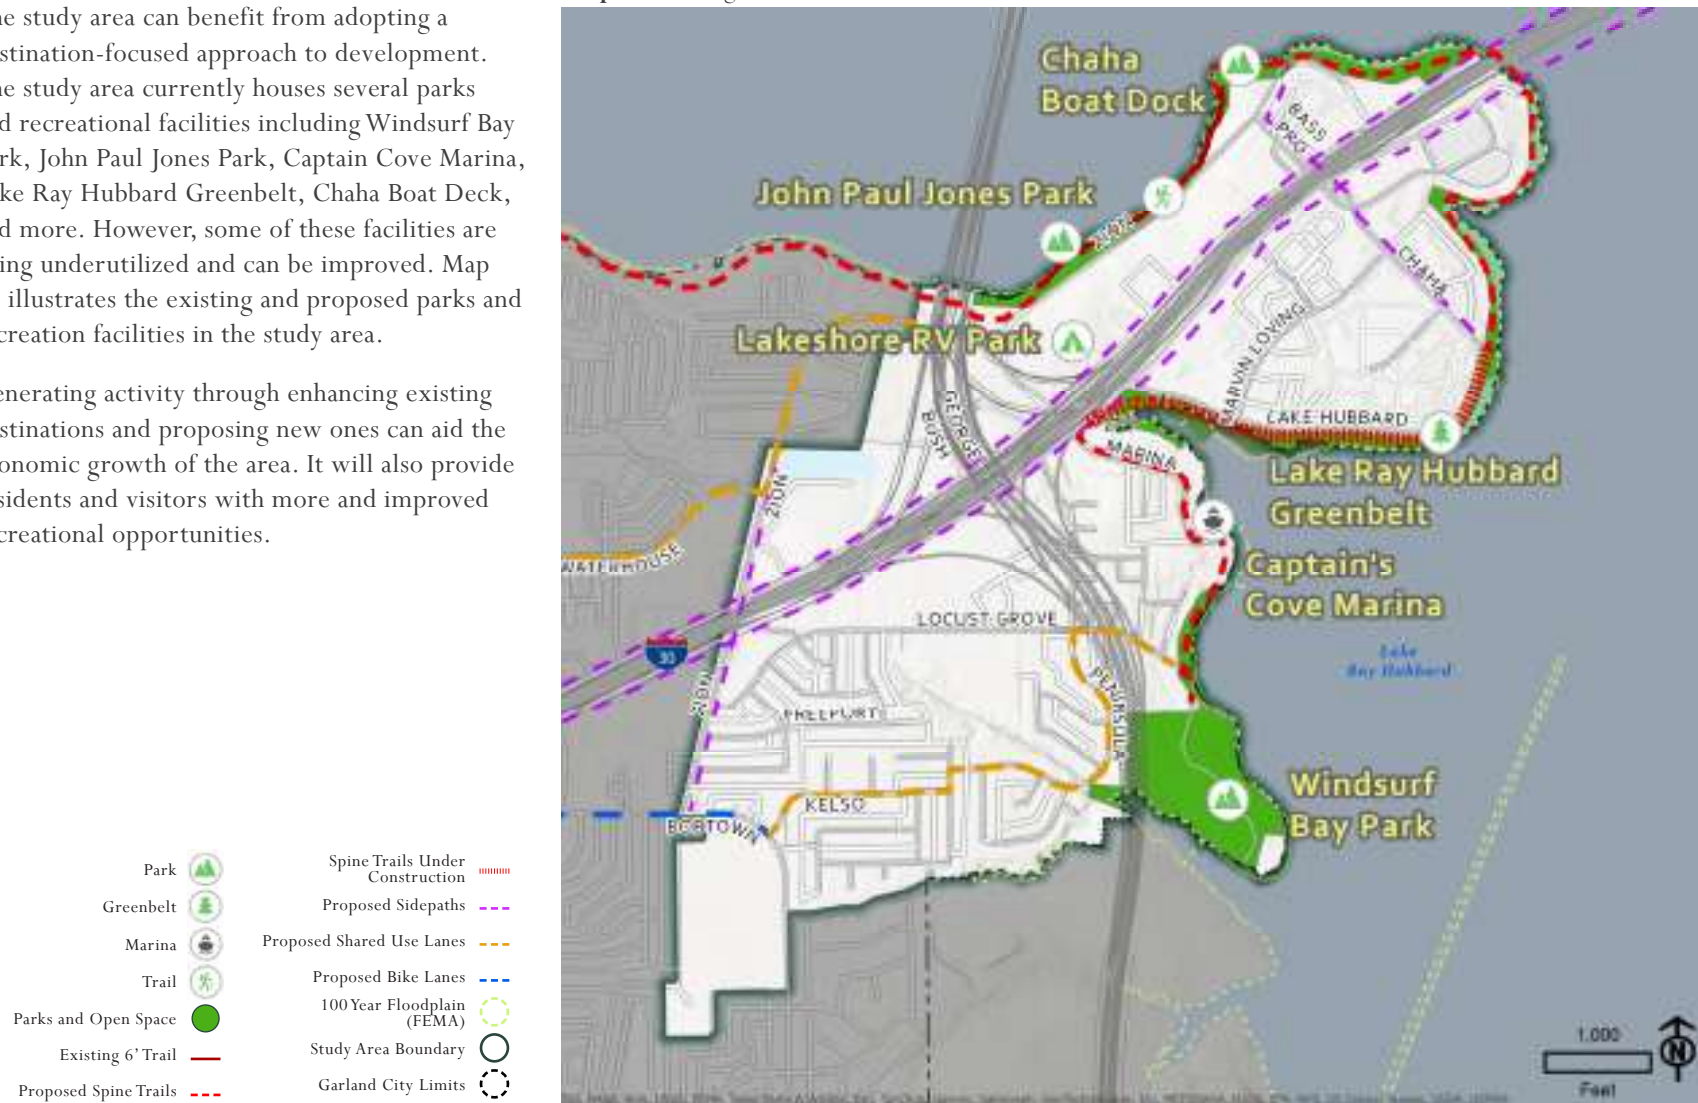 he study area can benefit from adopting a
stination-focused approach to development.
he study area currently houses several parks
d recreational facilities including Windsurf Bay
rk, John Paul Jones Park, Captain Cove Marina,
ke Ray Hubbard Greenbelt, Chaha Boat Deck,
d more. However, some of these facilities are
ing underutilized and can be improved. Map
illustrates the existing and proposed parks and
creation facilities in the study area.
enerating activity through enhancing existing
stinations and proposing new ones can aid the
onomic growth of the area. It will also provide
sidents and visitors with more and improved
creational opportunities.
Park
Greenbelt
Marina
Trail
Parks and Open Space
Existing 6' Trail
Proposed Spine Trails
Spine Trails Under
Construction
Proposed Sidepaths
Proposed Shared Use Lanes
Proposed Bike Lanes
100 Year Floodplain
(FEMA)
Study Area Boundary
Garland City Limits
Chaha
Boat Dock
BASS
PRO
John Paul Jones Park
ZION
CHAHA
Lakeshore RV Park
MARVIN LOVING
GEORGE
BUSH
LAKE HUBBARD
MARINA
Lake Ray Hubbard
Greenbelt
ZION
WATERHOUSE
Captain's
Cove Marina
LOCUST GROVE
30
Lake
Ray Hubbard
PENINSULA
ZION
FREEPORT
Windsurf
Bay Park
KELSO
BOBTOWN
1,000
Feet
N